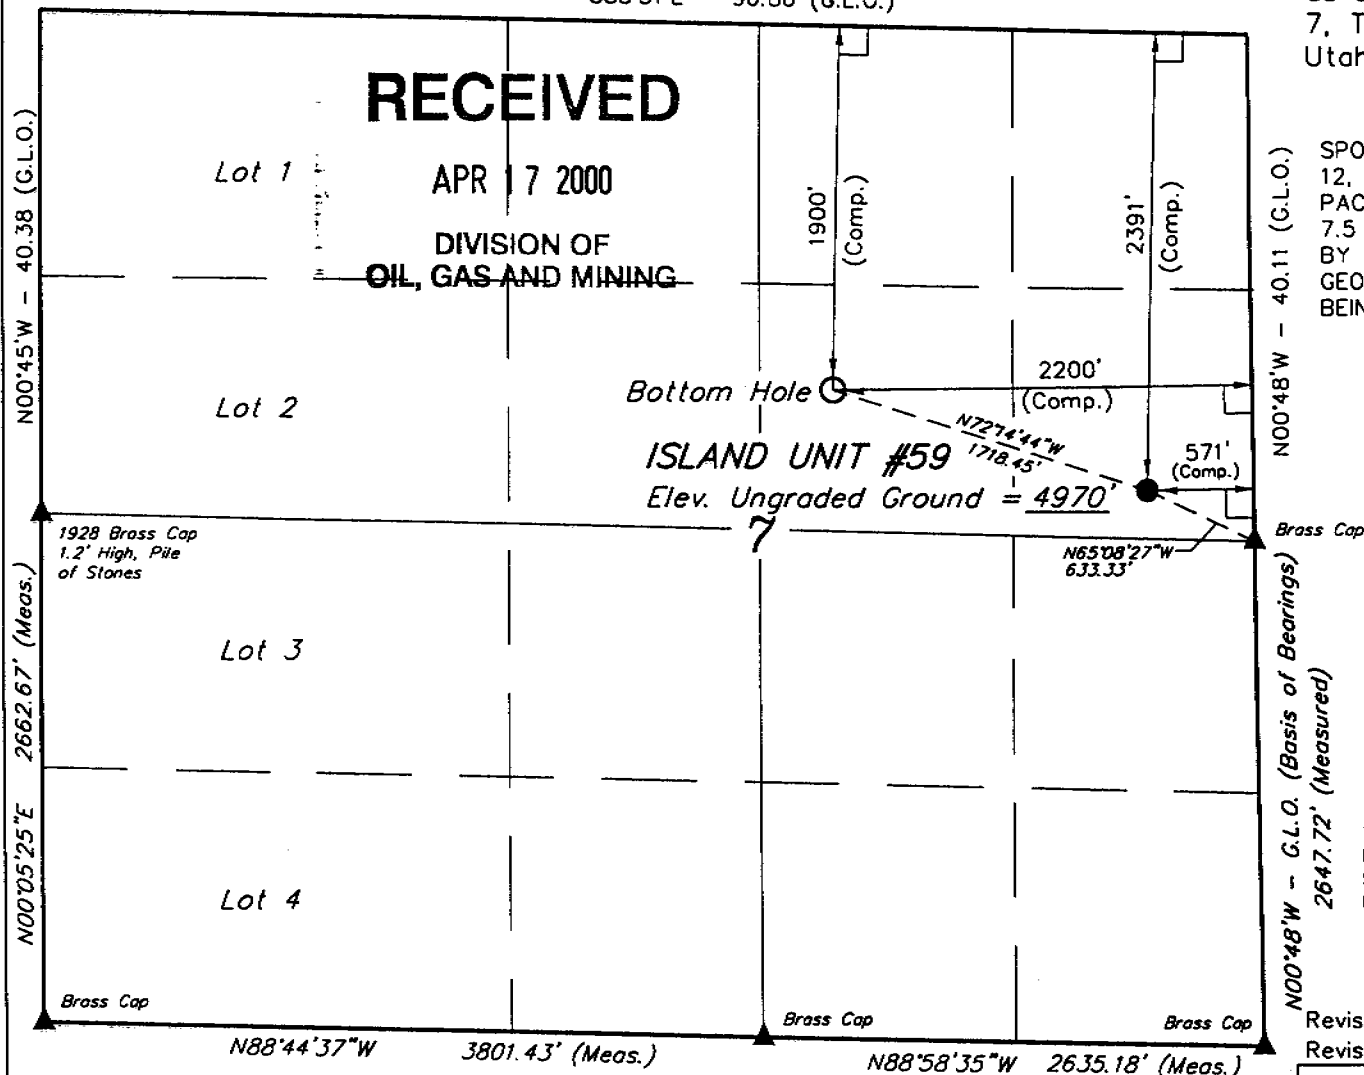 (G.L.O.)
7, T
Utah
RECEIVED
APR 17 2000
DIVISION OF
OIL, GAS AND MINING
Lot 1
Lot 2
Lot 3
Lot 4
N00°45'W - 40.38 (G.L.O.)
1900'
(Comp.)
2391'
(Comp.)
N00°48'W - 40.11 (G.L.O.)
SPO
12,
PAC
7.5
BY
GEO
BEIN
2200'
(Comp.)
Bottom Hole
N72°14'44"W
1718.45'
571'
(Comp.)
ISLAND UNIT #59
Elev. Ungraded Ground = 4970'
7
1928 Brass Cap
1.2' High, Pile
of Stones
Brass Cap
N65°08'27"W
633.33'
N00°05'25"E 2662.67' (Meas.)
N00°48'W - G.L.O. (Basis of Bearings)
2647.72' (Measured)
Brass Cap
Brass Cap
Brass Cap
N88°44'37"W 3801.43' (Meas.)
N88°58'35"W 2635.18' (Meas.)
Revis
Revis